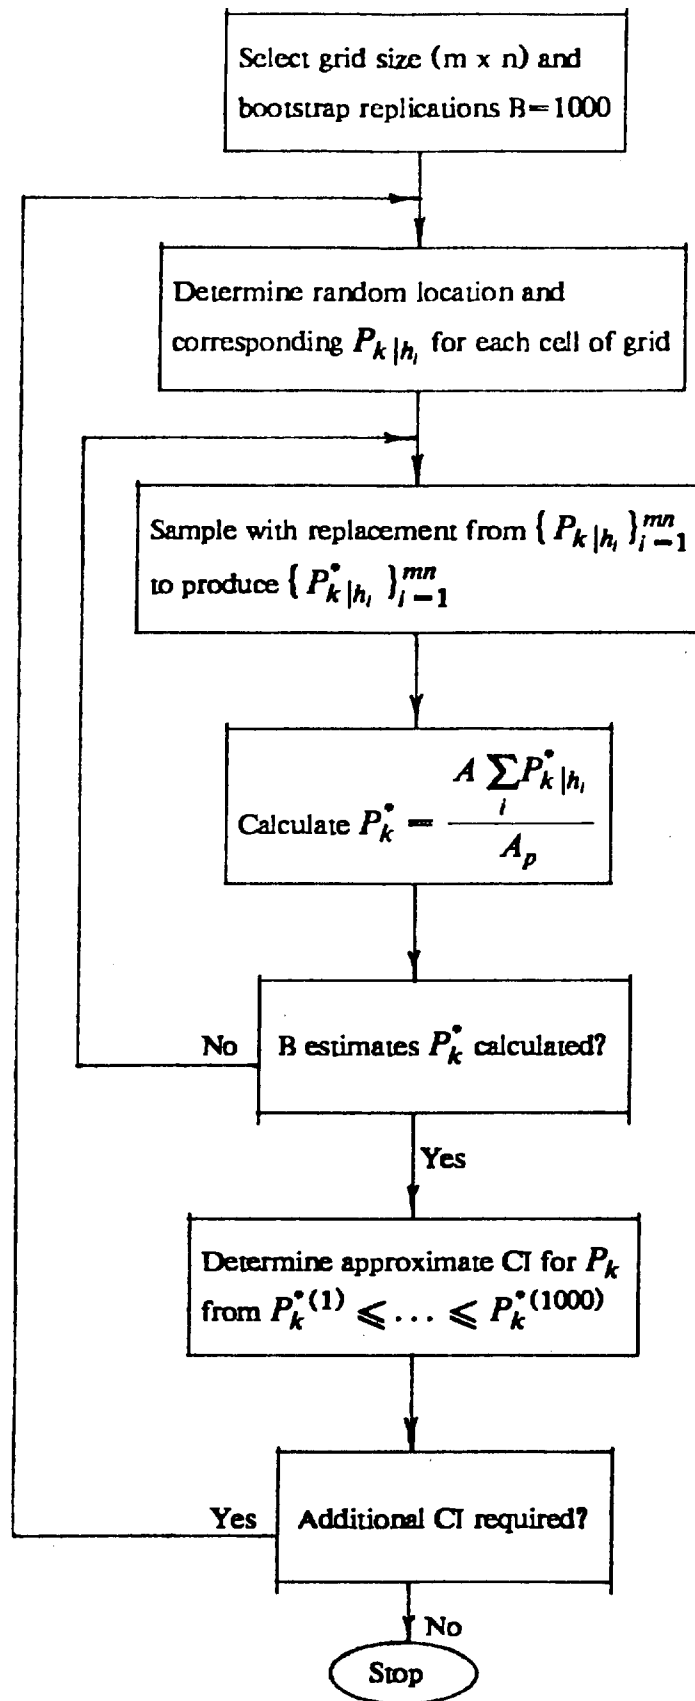 Select grid size (m x n) and
bootstrap replications B=1000
Determine random location and
corresponding P_{k|h_i} for each cell of grid
Sample with replacement from { P_{k|h_i} }_{i=1}^{mn}
to produce { P^*_{k|h_i} }_{i=1}^{mn}
Calculate P^*_k = A ∑_i P^*_{k|h_i} / A_p
No
B estimates P^*_k calculated?
Yes
Determine approximate CI for P_k
from P_k^{*(1)} ⩽ ... ⩽ P_k^{*(1000)}
Yes
Additional CI required?
No
Stop